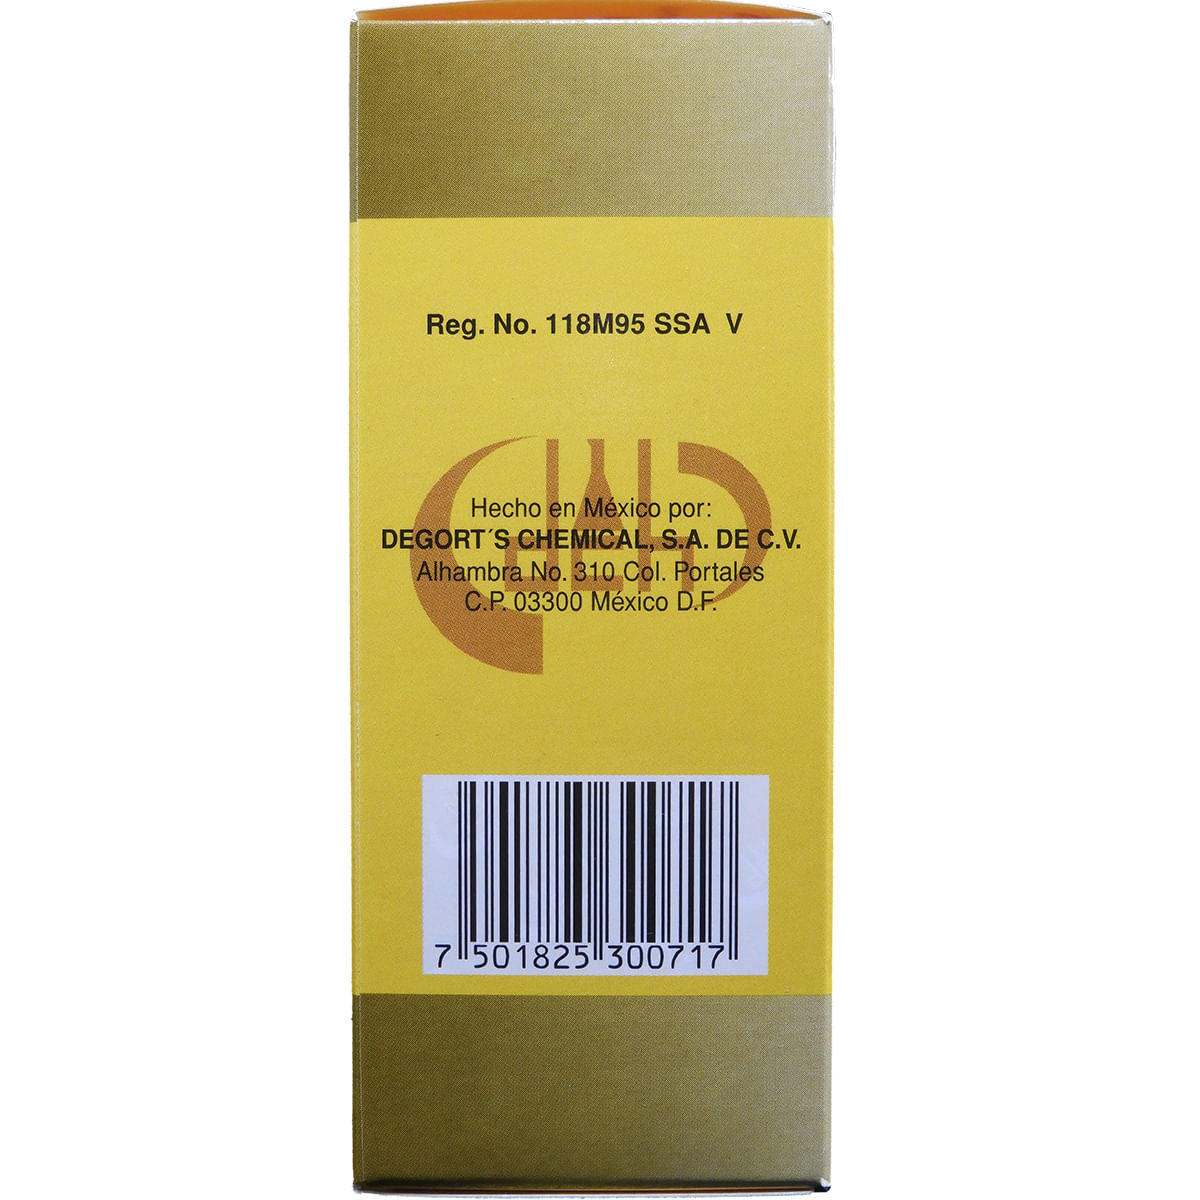 Reg. No. 118M95 SSA V
Hecho en México por:
DEGORT´S CHEMICAL, S.A. DE C.V.
Alhambra No. 310 Col. Portales
C.P. 03300 México D.F.
dch
7 501825 300717